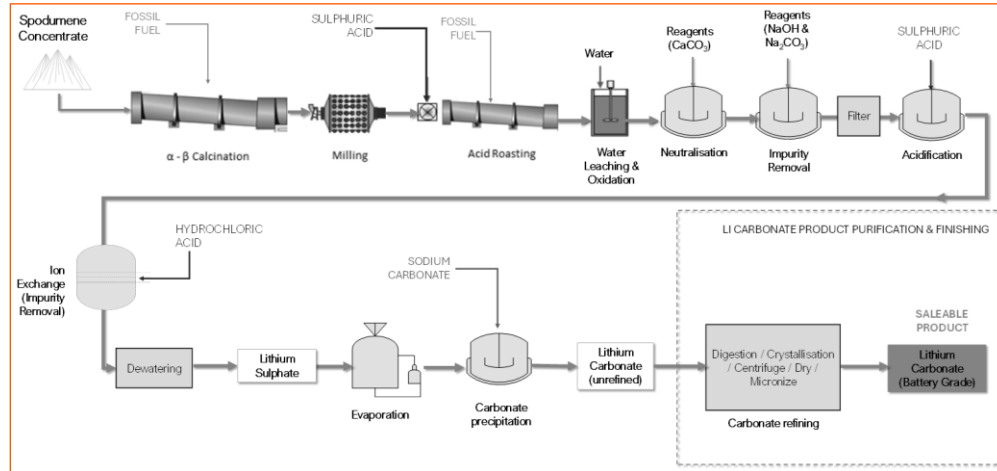 Spodumene
Concentrate
FOSSIL
FUEL
SULPHURIC
ACID
FOSSIL
FUEL
Water
Reagents
(CaCO₃)
Reagents
(NaOH &
Na₂CO₃)
SULPHURIC
ACID
Filter
α - β Calcination
Milling
Acid Roasting
Water
Leaching &
Oxidation
Neutralisation
Impurity
Removal
Acidification
LI CARBONATE PRODUCT PURIFICATION & FINISHING
HYDROCHLORIC
ACID
Ion
Exchange
(Impurity
Removal)
SODIUM
CARBONATE
SALEABLE
PRODUCT
Dewatering
Lithium
Sulphate
Evaporation
Carbonate
precipitation
Lithium
Carbonate
(unrefined)
Digestion / Crystallisation
/ Centrifuge / Dry /
Micronize
Carbonate refining
Lithium
Carbonate
(Battery Grade)